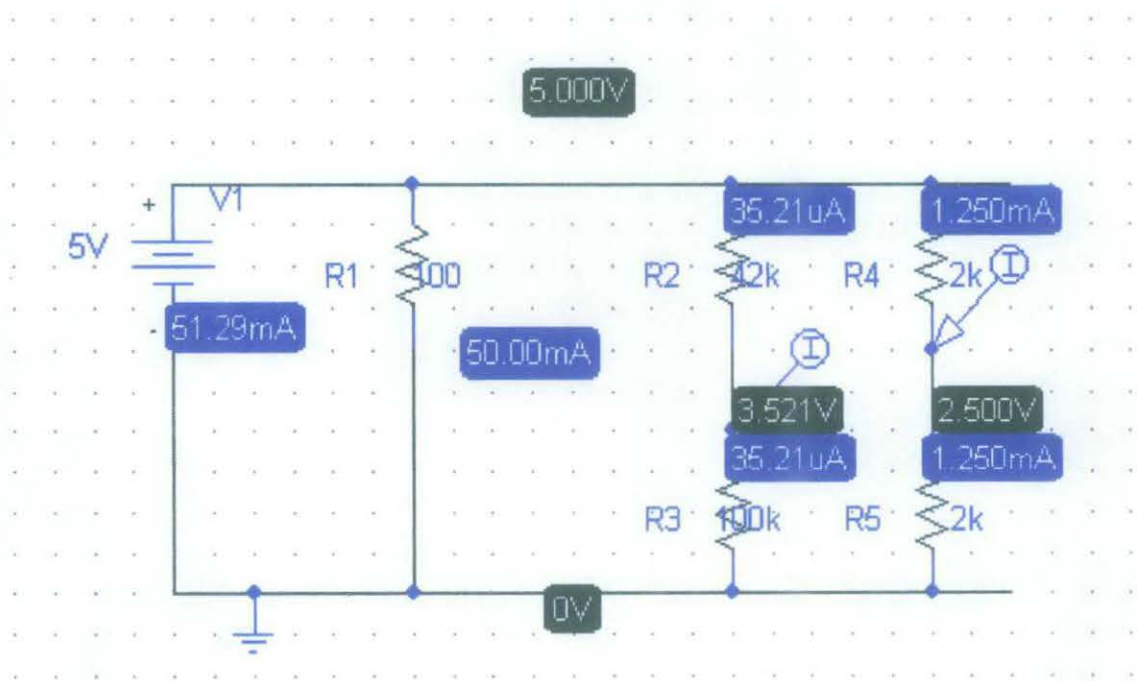 5.000V
+ V1 35.21uA 1.250mA
5V R1 100 R2 42k R4 2k I
- 51.29mA 50.00mA I
3.521V 2.500V
35.21uA 1.250mA
R3 100k R5 2k
0V